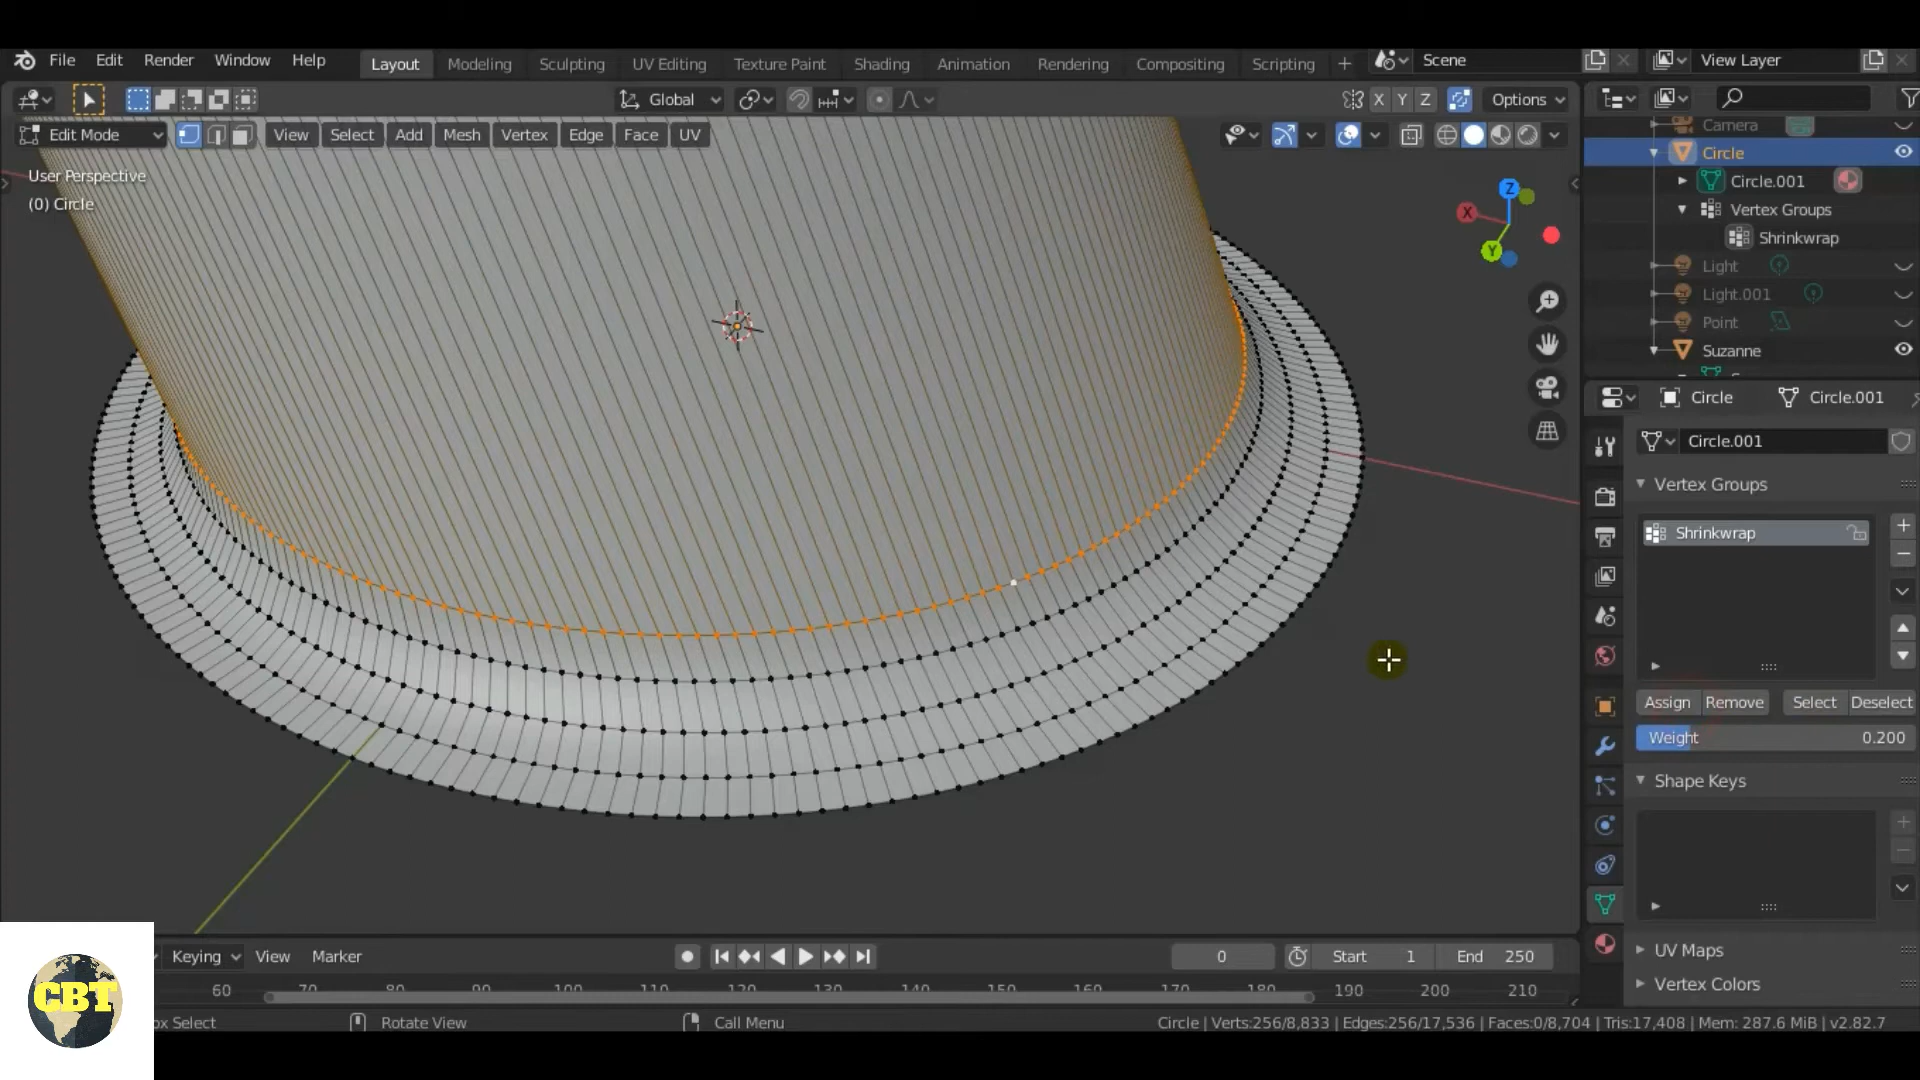 File Edit Render Window Help Layout Modeling Sculpting UV Editing Texture Paint Shading Animation Rendering Compositing Scripting + Scene View Layer
Global X Y Z Options
Edit Mode View Select Add Mesh Vertex Edge Face UV
User Perspective
(0) Circle
Z
X
Y
Camera
Circle
Circle.001
Vertex Groups
Shrinkwrap
Light
Light.001
Point
Suzanne
Circle Circle.001
Circle.001
Vertex Groups
Shrinkwrap
Assign Remove Select Deselect
Weight 0.200
Shape Keys
UV Maps
Vertex Colors
Keying View Marker 0 Start 1 End 250
60 70 80 90 100 110 120 130 140 150 160 170 180 190 200 210
CBT
ox Select Rotate View Call Menu Circle | Verts:256/8,833 | Edges:256/17,536 | Faces:0/8,704 | Tris:17,408 | Mem: 287.6 MiB | v2.82.7